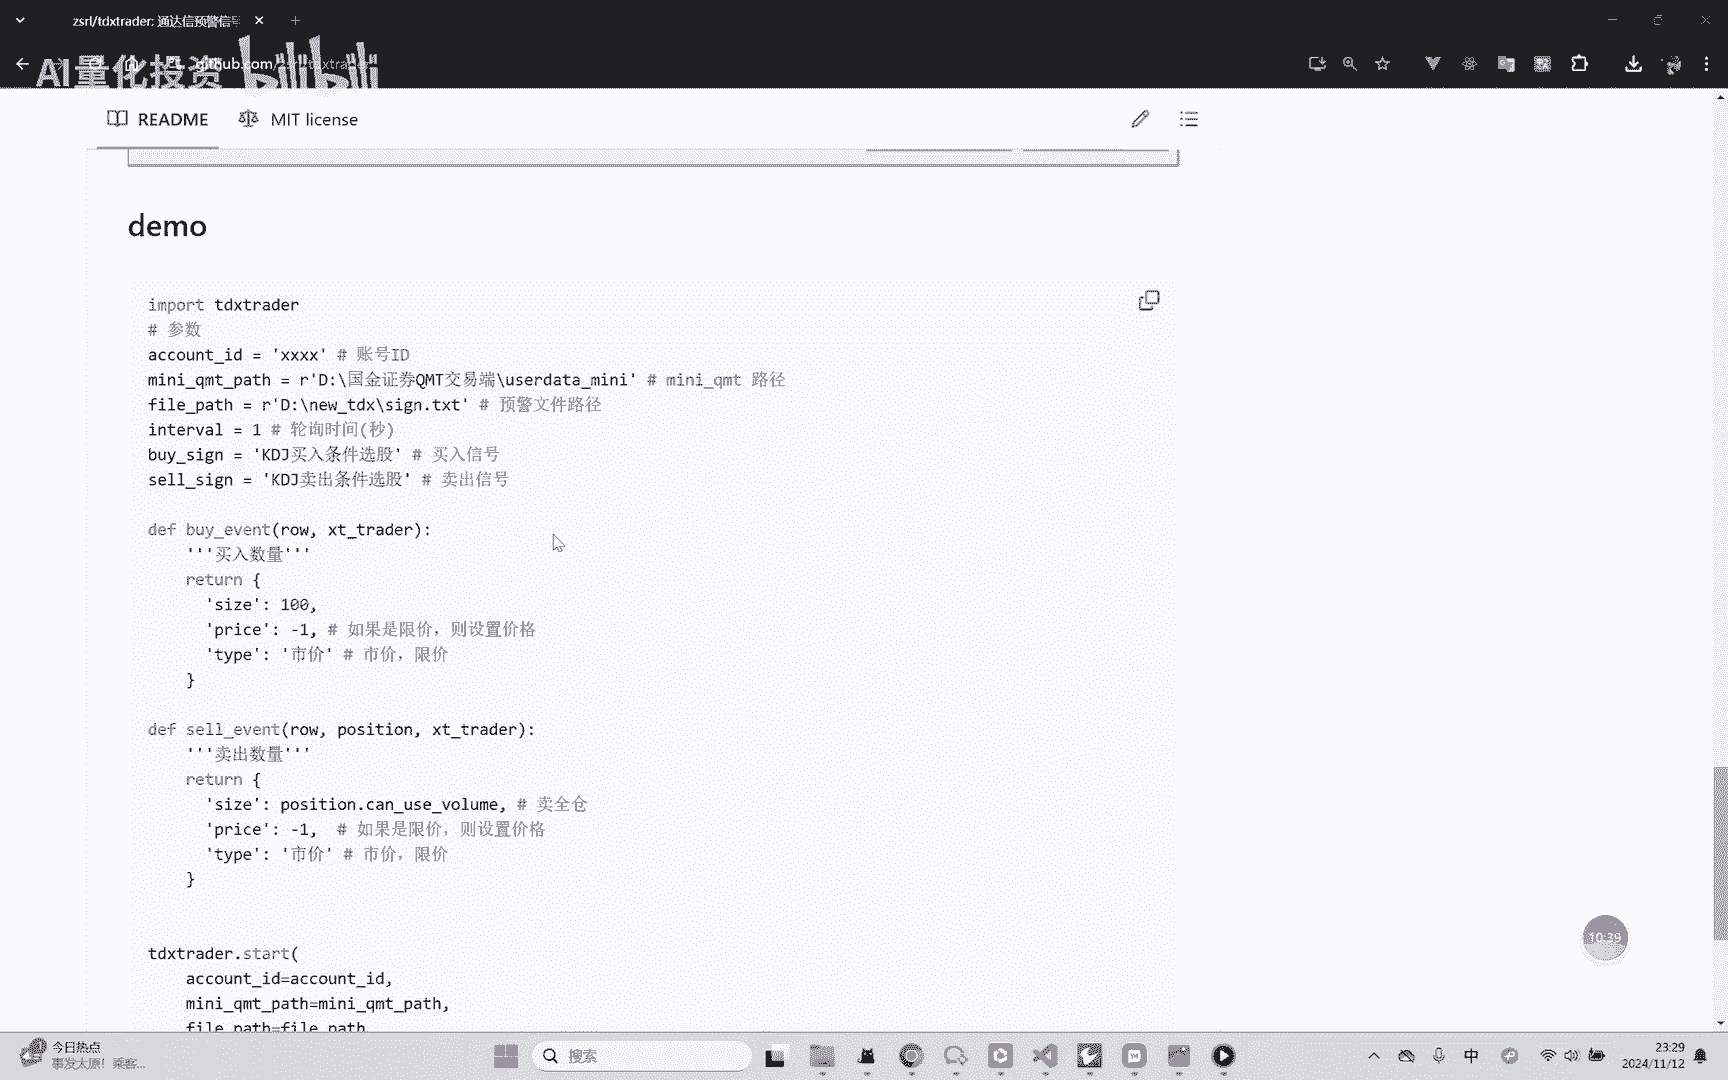 zsrl/tdxtrader: 通达信预警信号
AI量化投资 bilibili
github.com/zsrl/tdxtrader
README
MIT license
demo
import tdxtrader
# 参数
account_id = 'xxxx' # 账号ID
mini_qmt_path = r'D:\国金证券QMT交易端\userdata_mini' # mini_qmt 路径
file_path = r'D:\new_tdx\sign.txt' # 预警文件路径
interval = 1 # 轮询时间(秒)
buy_sign = 'KDJ买入条件选股' # 买入信号
sell_sign = 'KDJ卖出条件选股' # 卖出信号
def buy_event(row, xt_trader):
'''买入数量'''
return {
'size': 100,
'price': -1, # 如果是限价，则设置价格
'type': '市价' # 市价，限价
}
def sell_event(row, position, xt_trader):
'''卖出数量'''
return {
'size': position.can_use_volume, # 卖全仓
'price': -1,  # 如果是限价，则设置价格
'type': '市价' # 市价，限价
}
10:39
tdxtrader.start(
account_id=account_id,
mini_qmt_path=mini_qmt_path,
file_path=file_path,
今日热点
事发太原！乘客...
搜索
中
23:29
2024/11/12